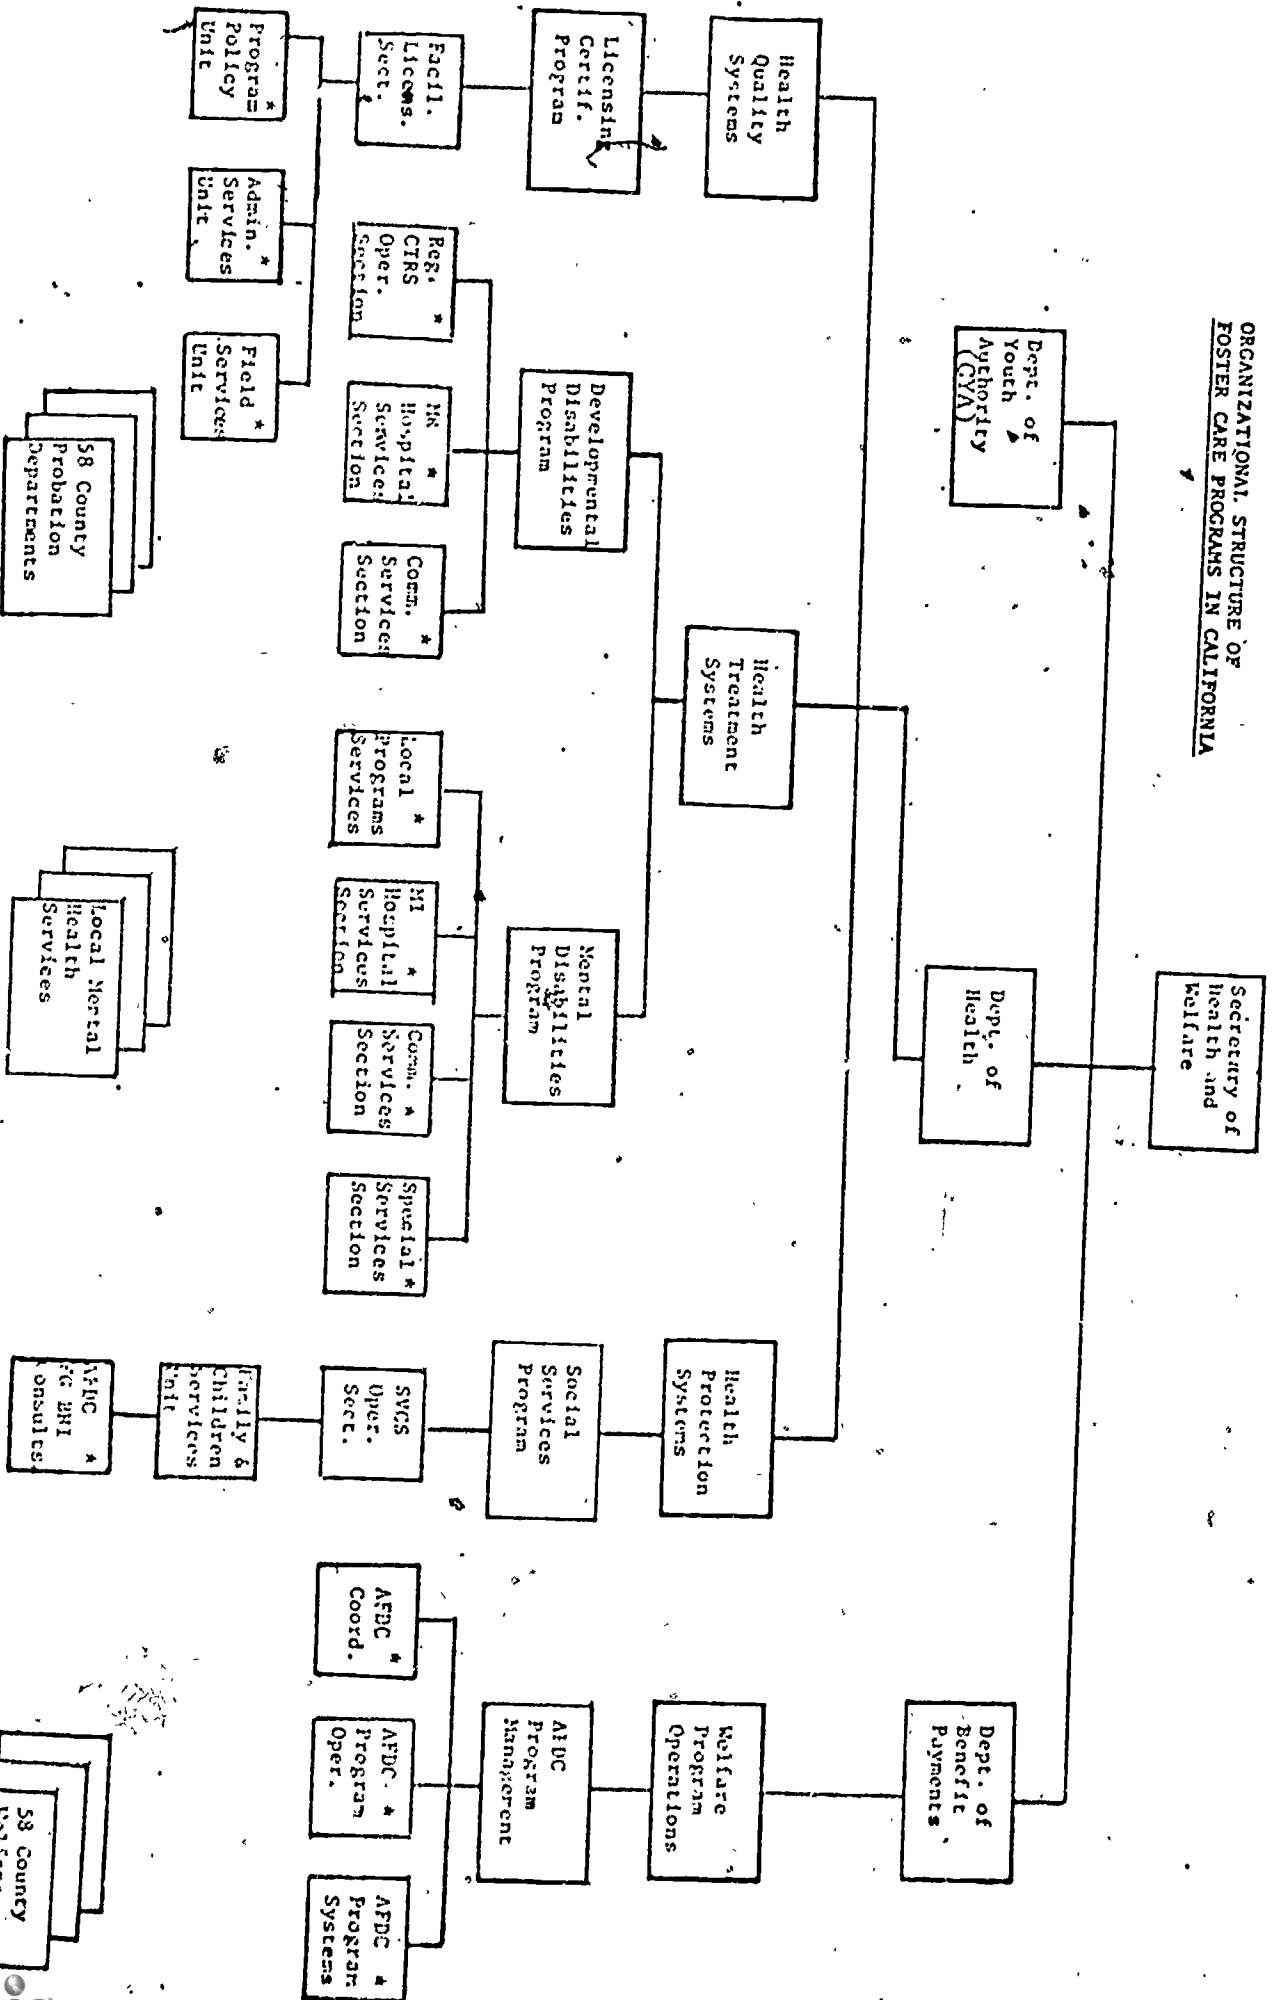 ORGANIZATIONAL STRUCTURE OF
FOSTER CARE PROGRAMS IN CALIFORNIA
Secretary of
Health and
Welfare
Dept. of
Youth
Authority
(CYA)
Dept. of
Health
Dept. of
Benefit
Payments
Health
Quality
Systems
Health
Treatment
Systems
Health
Protection
Systems
Welfare
Program
Operations
Licensing
Certif.
Program
Developmental
Disabilities
Program
Mental
Disabilities
Program
Social
Services
Program
AFDC
Program
Management
Facil.
Licens.
Sect.
Reg. *
CTRS
Oper.
Section
MR *
Hospital
Services
Section
Comm. *
Services
Section
Local *
Programs
Services
MI *
Hospital
Services
Section
Comm. *
Services
Section
Special *
Services
Section
SVCS
Oper.
Sect.
AFDC *
Coord.
AFDC *
Program
Oper.
AFDC *
Program
Systems
Program *
Policy
Unit
Admin. *
Services
Unit
Field *
Services
Unit
Family &
Children
Services
Unit
58 County
Probation
Departments
Local Mental
Health
Services
AFDC *
FG BHI
Consults.
58 County